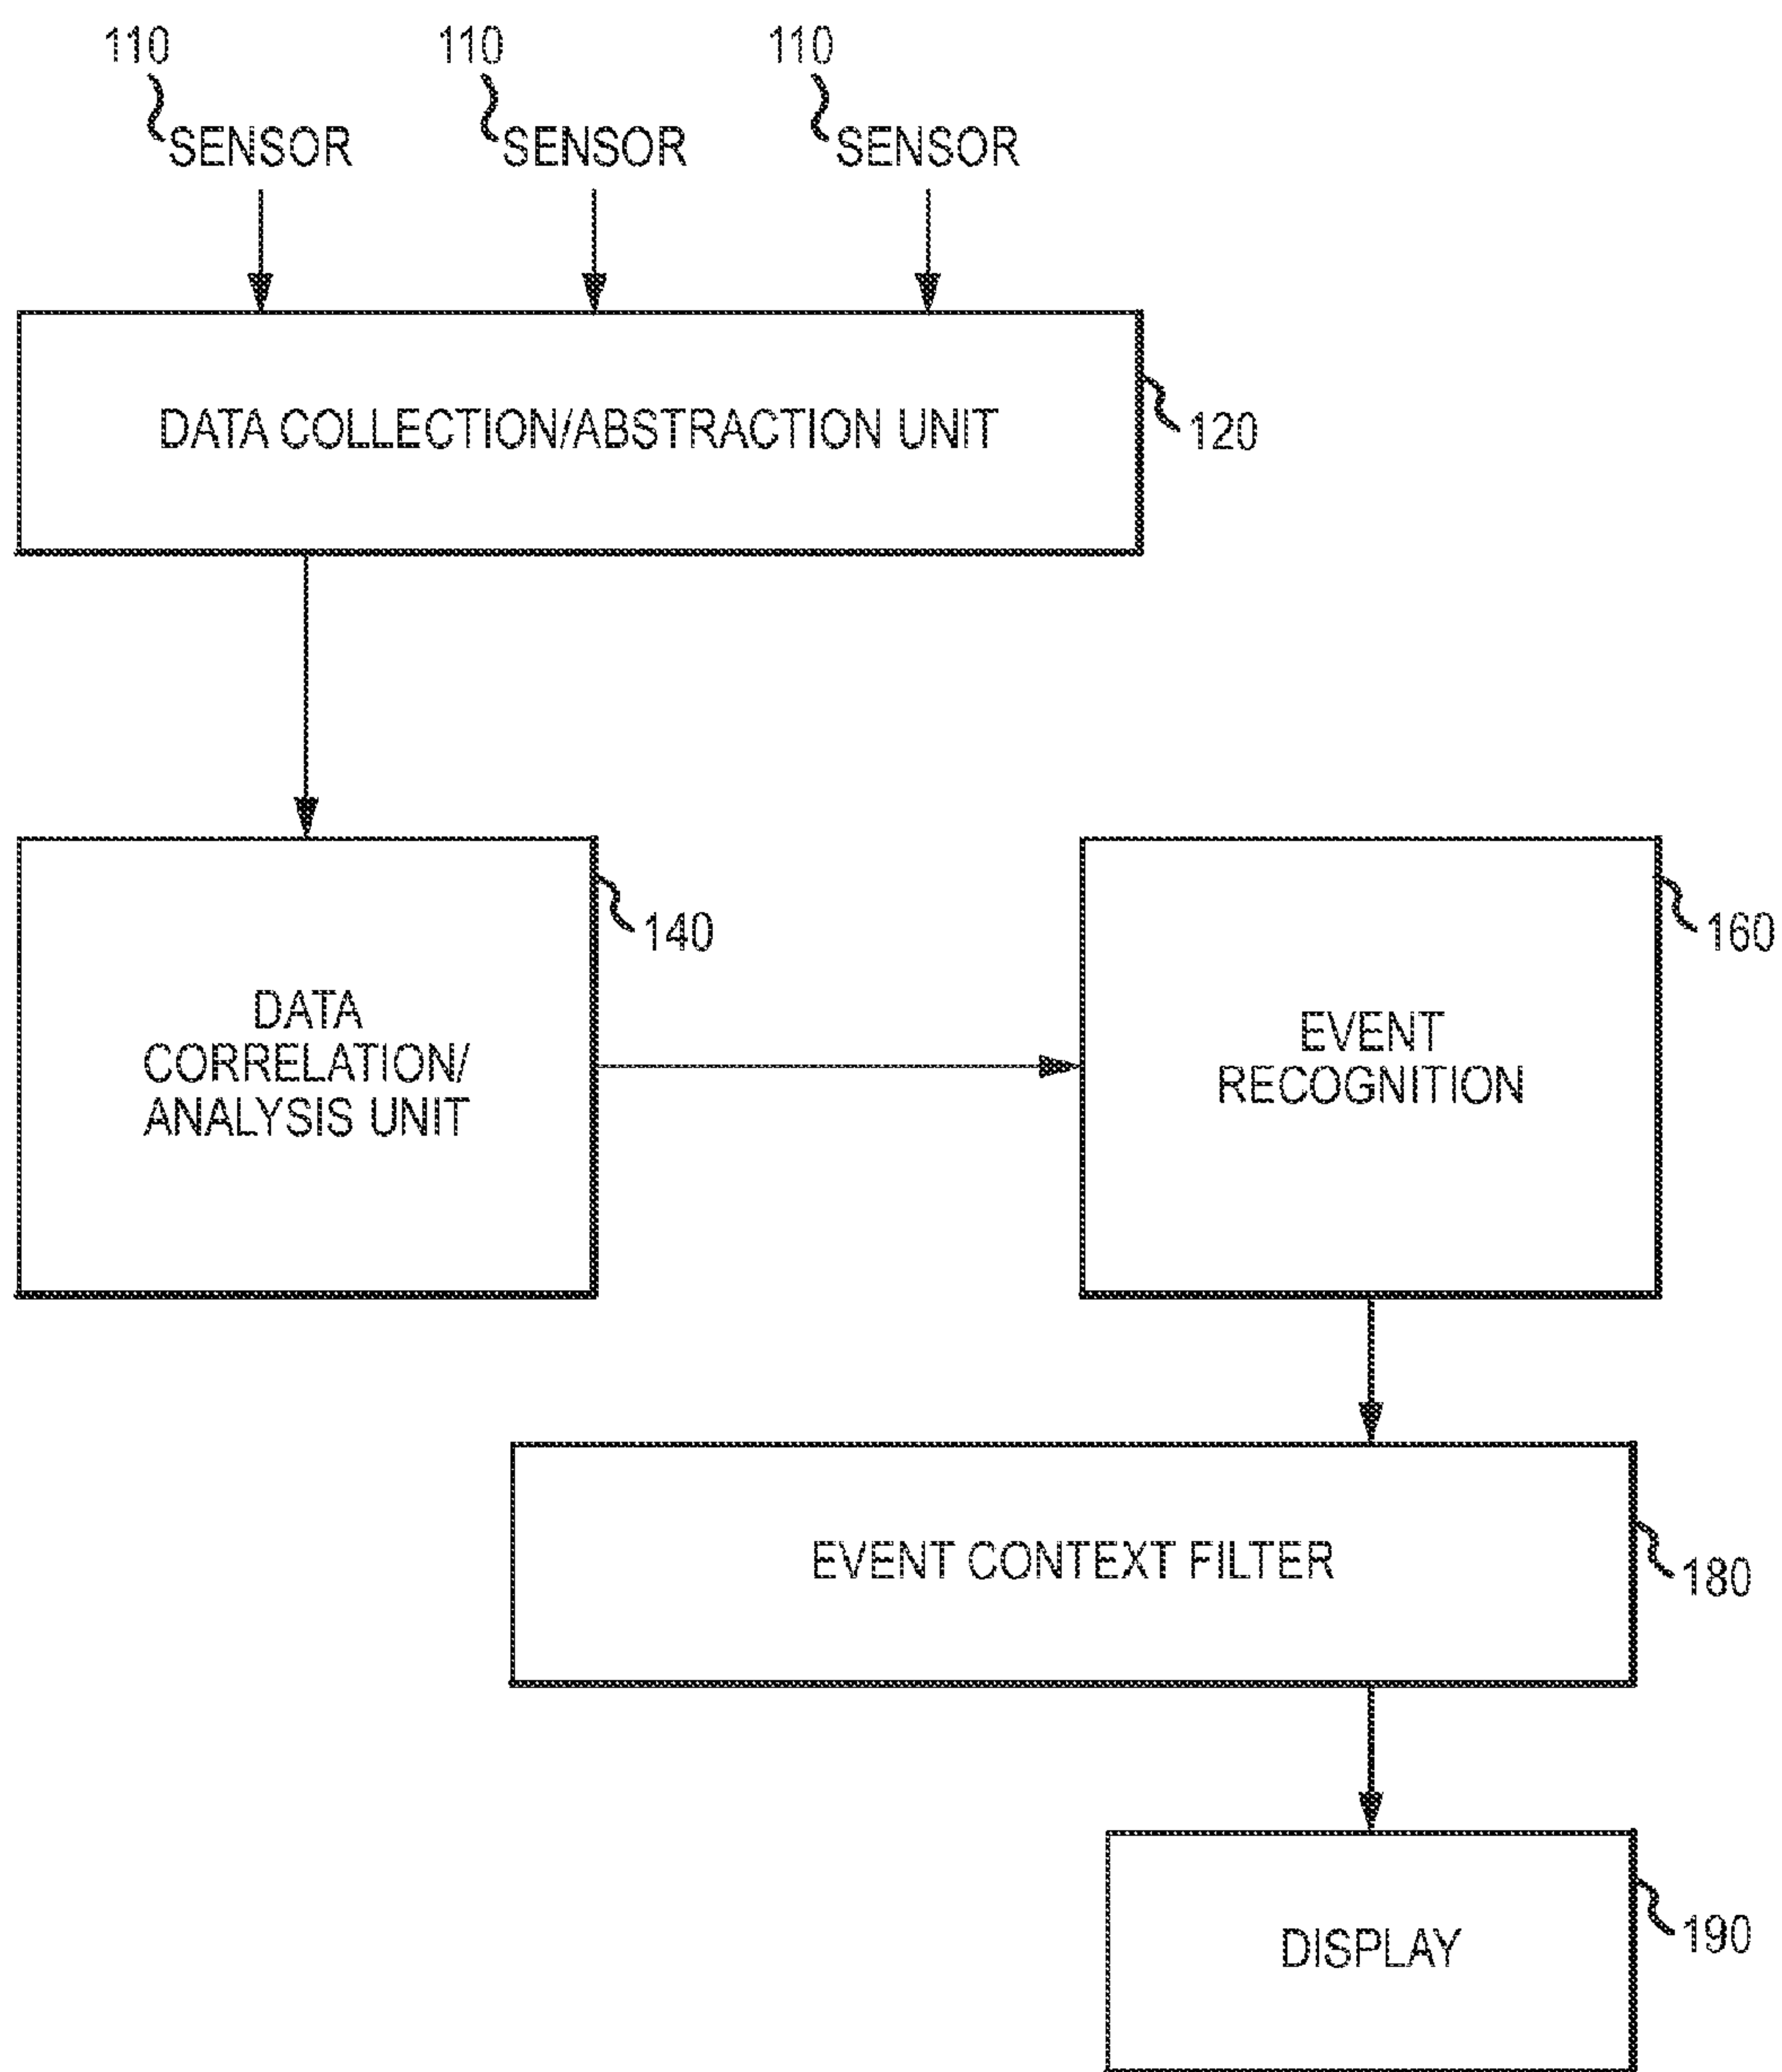 110 110 110
SENSOR SENSOR SENSOR
DATA COLLECTION/ABSTRACTION UNIT
120
140
160
DATA
CORRELATION/
ANALYSIS UNIT
EVENT
RECOGNITION
EVENT CONTEXT FILTER
180
DISPLAY
190